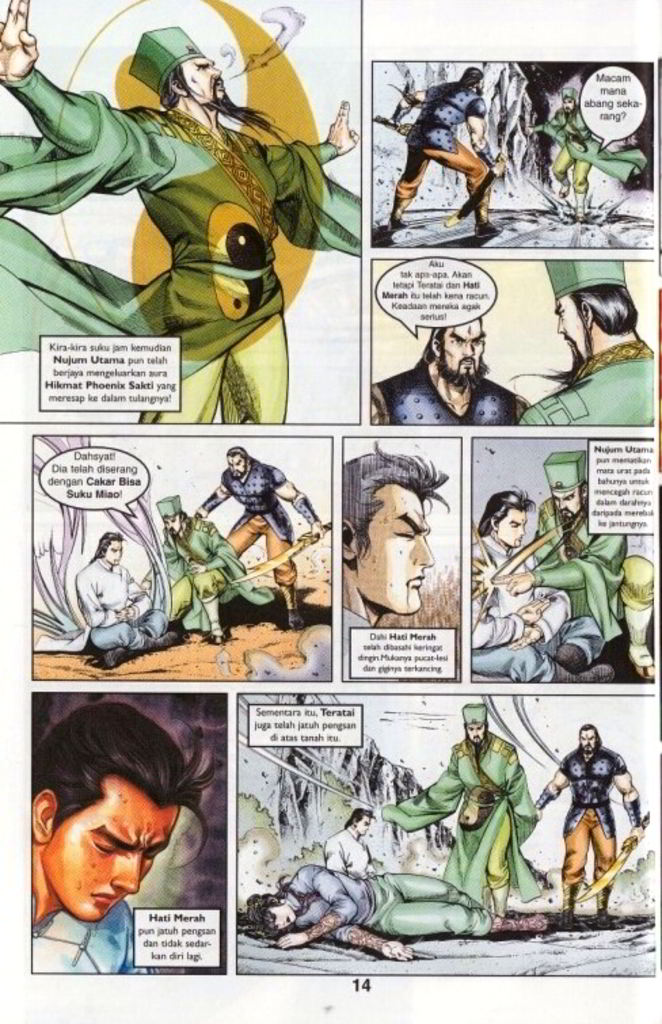 Kira-kira suku jam kemudian
Nujum Utama pun telah
berjaya mengeluarkan aura
Hikmat Phoenix Sakti yang
meresap ke dalam tulangnya!
Macam
mana
abang seka-
rang?
Aku
tak apa-apa. Akan
tetapi Teratai dan Hati
Merah itu telah kena racun.
Keadaan mereka agak
serius!
Dahsyat!
Dia telah diserang
dengan Cakar Bisa
Suku Miao!
Dahi Hati Merah
telah dibasahi keringat
dingin.Mukanya pucat-lesi
dan giginya terkancing.
Nujum Utama
pun mematikan
mata urat pada
bahunya untuk
mencegah racun
dalam darahnya
daripada merebak
ke jantungnya.
Hati Merah
pun jatuh pengsan
dan tidak sedar-
kan diri lagi.
Sementara itu, Teratai
juga telah jatuh pengsan
di atas tanah itu.
14